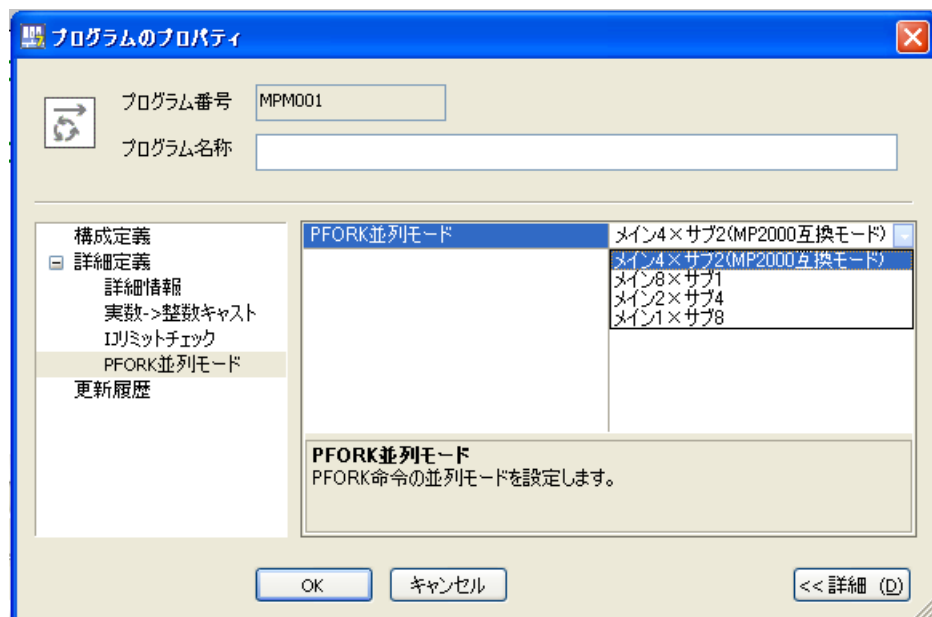 プログラムのプロパティ
プログラム番号 MPM001
プログラム名称
構成定義
詳細定義
詳細情報
実数->整数キャスト
IJリミットチェック
PFORK並列モード
更新履歴
PFORK並列モード メイン4×サブ2(MP2000互換モード)
メイン4×サブ2(MP2000互換モード)
メイン8×サブ1
メイン2×サブ4
メイン1×サブ8
PFORK並列モード
PFORK命令の並列モードを設定します。
OK キャンセル <<詳細 (D)